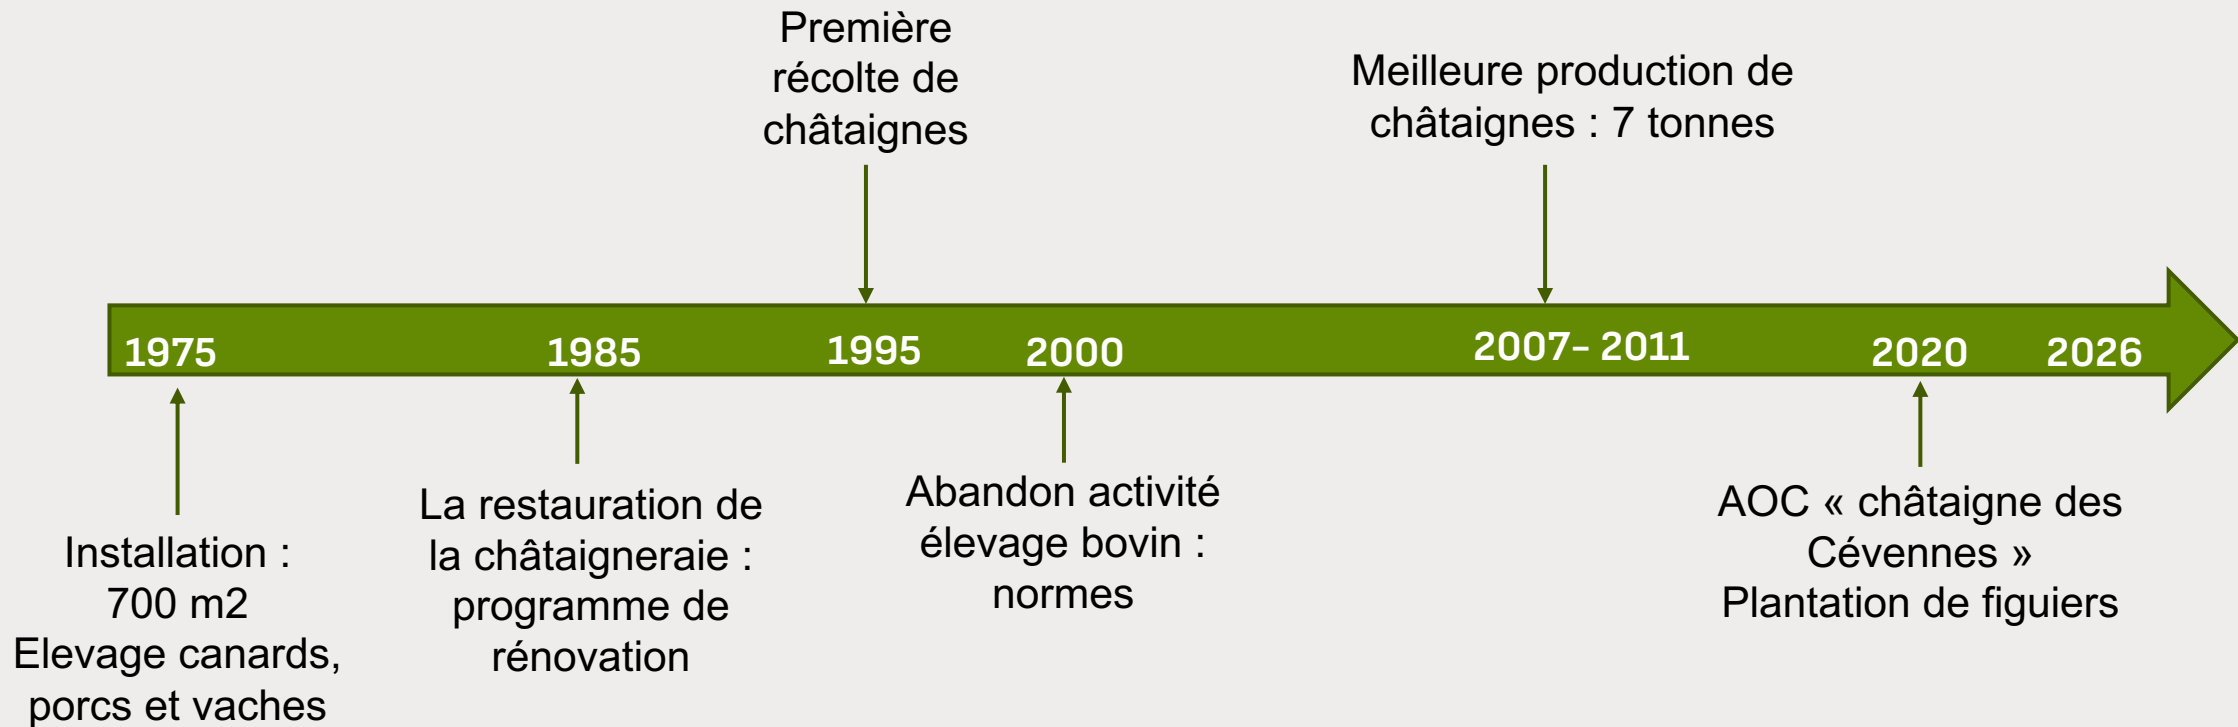 Première
récolte de
châtaignes
Meilleure production de
châtaignes : 7 tonnes
1975
1985
1995
2000
2007- 2011
2020
2026
Installation :
700 m2
Elevage canards,
porcs et vaches
La restauration de
la châtaigneraie :
programme de
rénovation
Abandon activité
élevage bovin :
normes
AOC « châtaigne des
Cévennes »
Plantation de figuiers